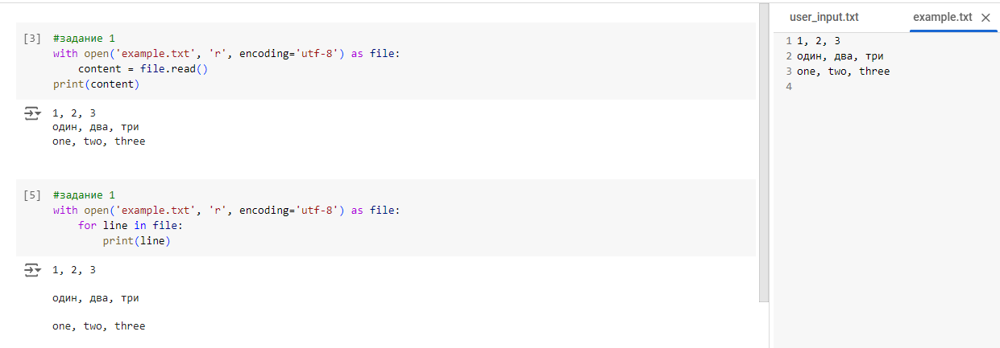 [3] #задание 1
with open('example.txt', 'r', encoding='utf-8') as file:
    content = file.read()
print(content)
1, 2, 3
один, два, три
one, two, three
[5] #задание 1
with open('example.txt', 'r', encoding='utf-8') as file:
    for line in file:
        print(line)
1, 2, 3
один, два, три
one, two, three
user_input.txt example.txt
1 1, 2, 3
2 один, два, три
3 one, two, three
4